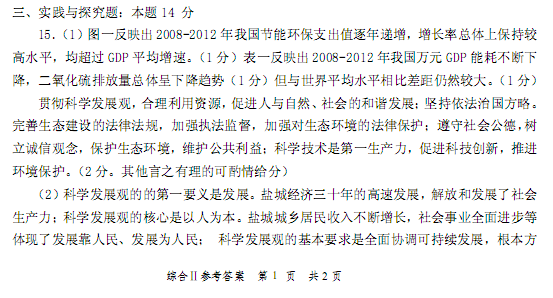 三、实践与探究题：本题 14 分
15.（1）图一反映出 2008-2012 年我国节能环保支出值逐年递增，增长率总体上保持较
高水平，均超过 GDP 平均增速。（1 分）表一反映 2008-2012 年我国万元 GDP 能耗不断下
降，二氧化硫排放量总体呈下降趋势（1 分）但与世界平均水平相比差距仍然较大。（1 分）
贯彻科学发展观，合理利用资源，促进人与自然、社会的和谐发展；坚持依法治国方略。
完善生态建设的法律法规，加强执法监督，加强对生态环境的法律保护；遵守社会公德，树
立诚信观念，保护生态环境，维护公共利益；科学技术是第一生产力，促进科技创新，推进
环境保护。（2 分。其他言之有理的可酌情给分）
（2）科学发展观的的第一要义是发展。盐城经济三十年的高速发展，解放和发展了社会
生产力；科学发展观的核心是以人为本。盐城城乡居民收入不断增长，社会事业全面进步等
体现了发展靠人民、发展为人民； 科学发展观的基本要求是全面协调可持续发展，根本方
综合Ⅱ参考答案 第 1 页 共 2 页